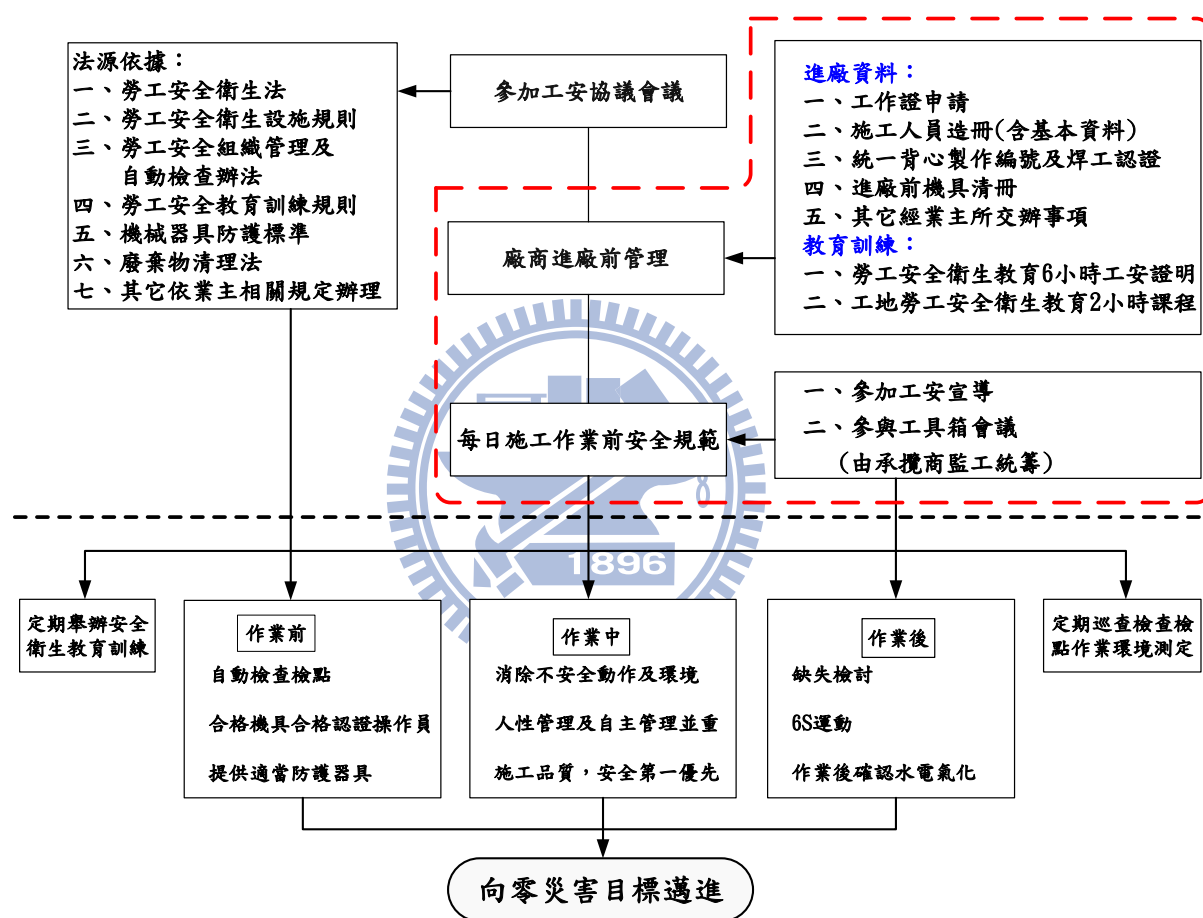 法源依據：
一、勞工安全衛生法
二、勞工安全衛生設施規則
三、勞工安全組織管理及
自動檢查辦法
四、勞工安全教育訓練規則
五、機械器具防護標準
六、廢棄物清理法
七、其它依業主相關規定辦理
參加工安協議會議
進廠資料：
一、工作證申請
二、施工人員造冊(含基本資料)
三、統一背心製作編號及焊工認證
四、進廠前機具清冊
五、其它經業主所交辦事項
教育訓練：
一、勞工安全衛生教育6小時工安證明
二、工地勞工安全衛生教育2小時課程
廠商進廠前管理
每日施工作業前安全規範
一、參加工安宣導
二、參與工具箱會議
(由承攬商監工統籌)
1896
定期舉辦安全
衛生教育訓練
作業前
自動檢查檢點
合格機具合格認證操作員
提供適當防護器具
作業中
消除不安全動作及環境
人性管理及自主管理並重
施工品質，安全第一優先
作業後
缺失檢討
6S運動
作業後確認水電氣化
定期巡查檢查檢
點作業環境測定
向零災害目標邁進